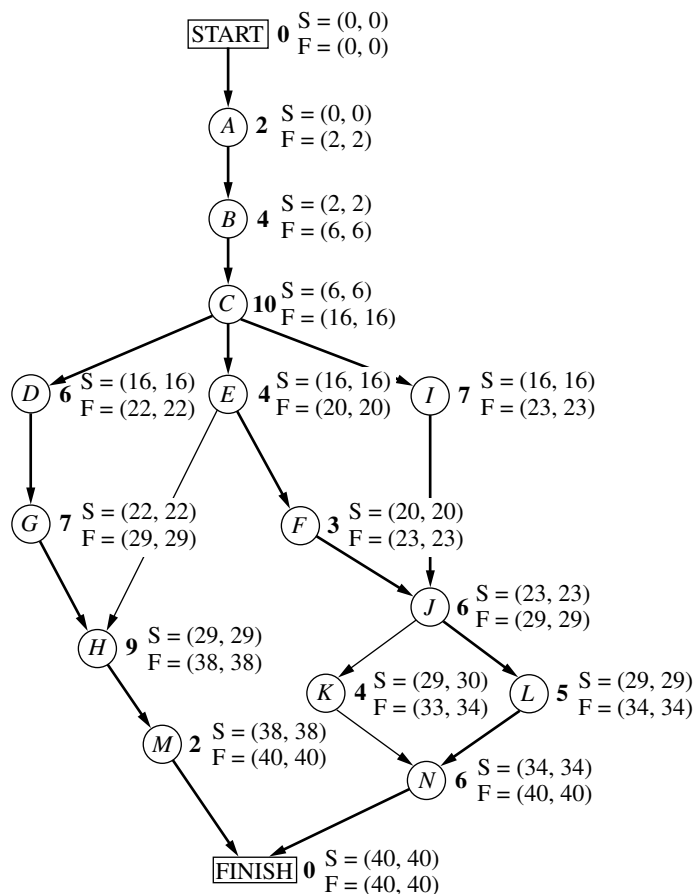 START 0 S = (0, 0)
F = (0, 0)
A 2 S = (0, 0)
F = (2, 2)
B 4 S = (2, 2)
F = (6, 6)
C 10 S = (6, 6)
F = (16, 16)
D 6 S = (16, 16)
F = (22, 22)
E 4 S = (16, 16)
F = (20, 20)
I 7 S = (16, 16)
F = (23, 23)
G 7 S = (22, 22)
F = (29, 29)
F 3 S = (20, 20)
F = (23, 23)
J 6 S = (23, 23)
F = (29, 29)
H 9 S = (29, 29)
F = (38, 38)
K 4 S = (29, 30)
F = (33, 34)
L 5 S = (29, 29)
F = (34, 34)
M 2 S = (38, 38)
F = (40, 40)
N 6 S = (34, 34)
F = (40, 40)
FINISH 0 S = (40, 40)
F = (40, 40)